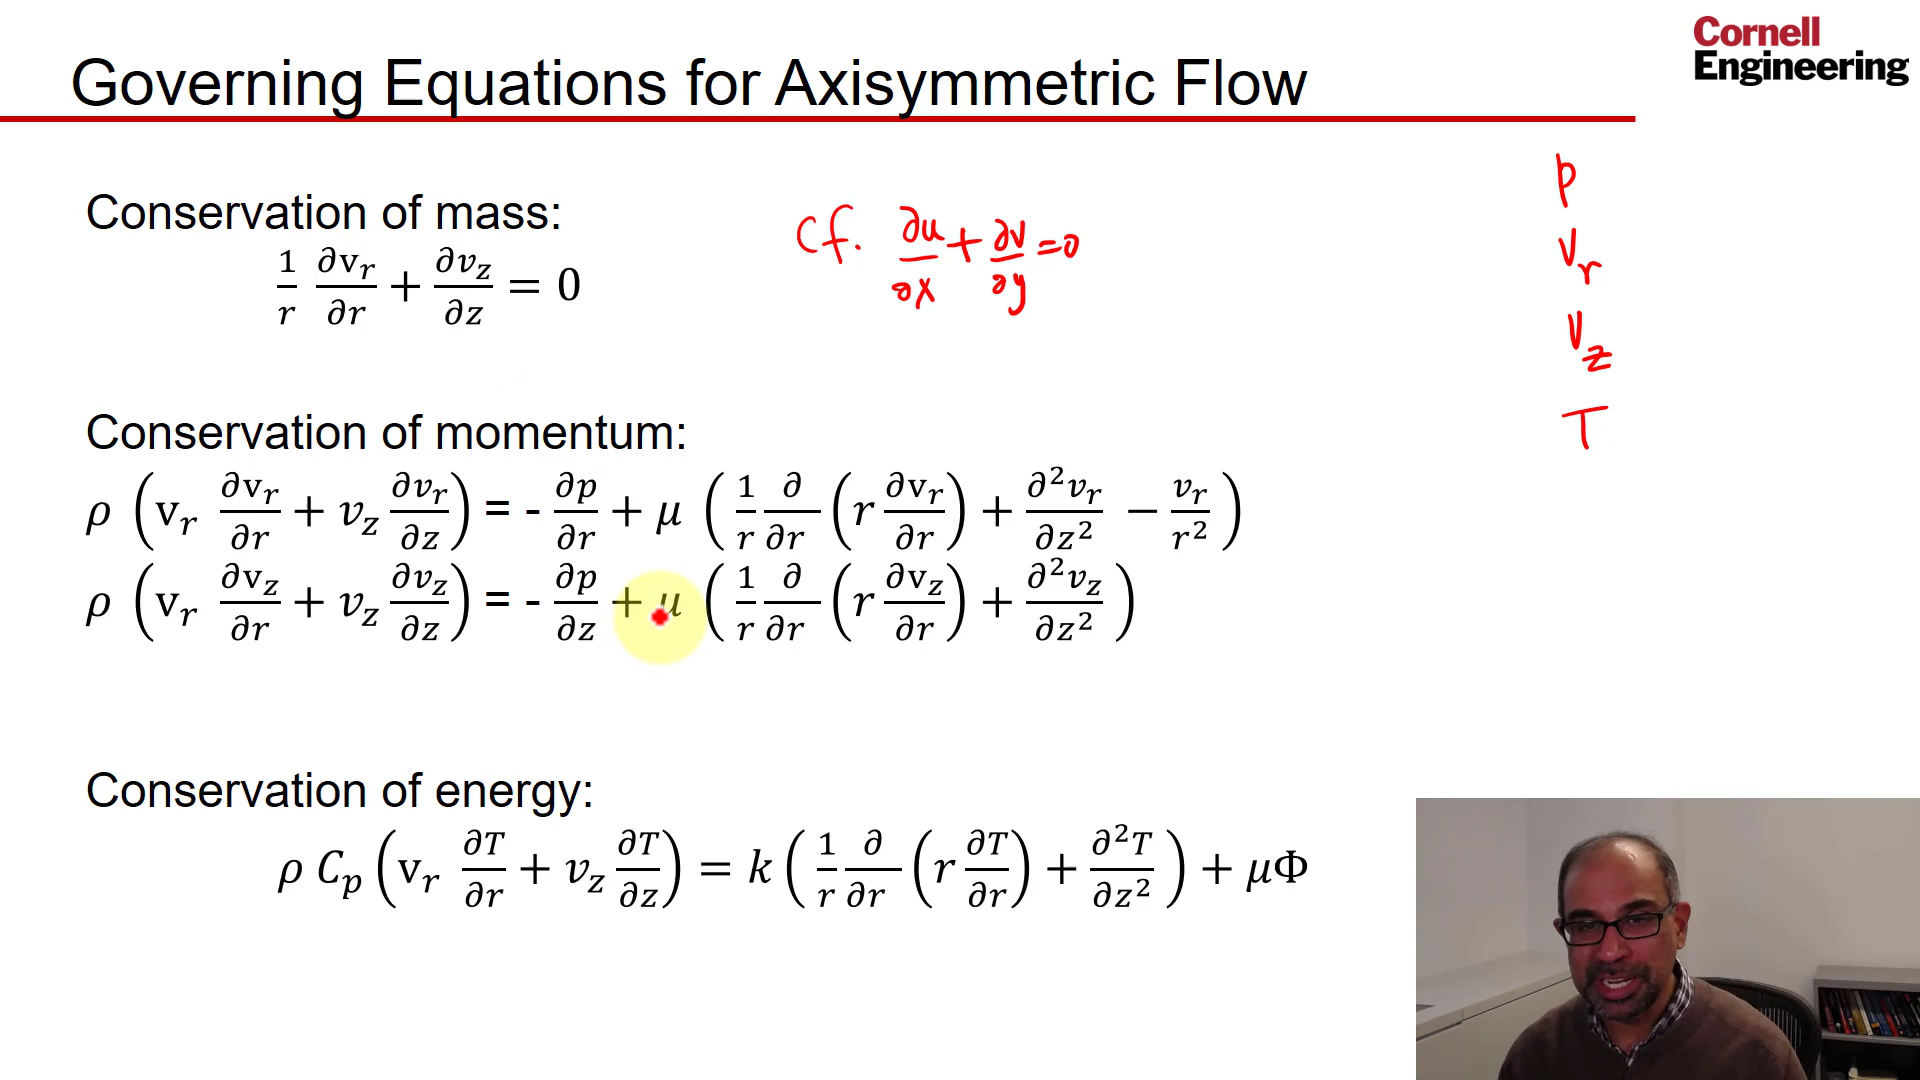 Cornell
Engineering
Governing Equations for Axisymmetric Flow
Conservation of mass:
1/r ∂v_r/∂r + ∂v_z/∂z = 0
cf. ∂u/∂x + ∂v/∂y = 0
p
v_r
v_z
T
Conservation of momentum:
ρ (v_r ∂v_r/∂r + v_z ∂v_r/∂z) = - ∂p/∂r + μ (1/r ∂/∂r (r ∂v_r/∂r) + ∂²v_r/∂z² − v_r/r²)
ρ (v_r ∂v_z/∂r + v_z ∂v_z/∂z) = - ∂p/∂z + μ (1/r ∂/∂r (r ∂v_z/∂r) + ∂²v_z/∂z²)
Conservation of energy:
ρ C_p (v_r ∂T/∂r + v_z ∂T/∂z) = k (1/r ∂/∂r (r ∂T/∂r) + ∂²T/∂z²) + μΦ